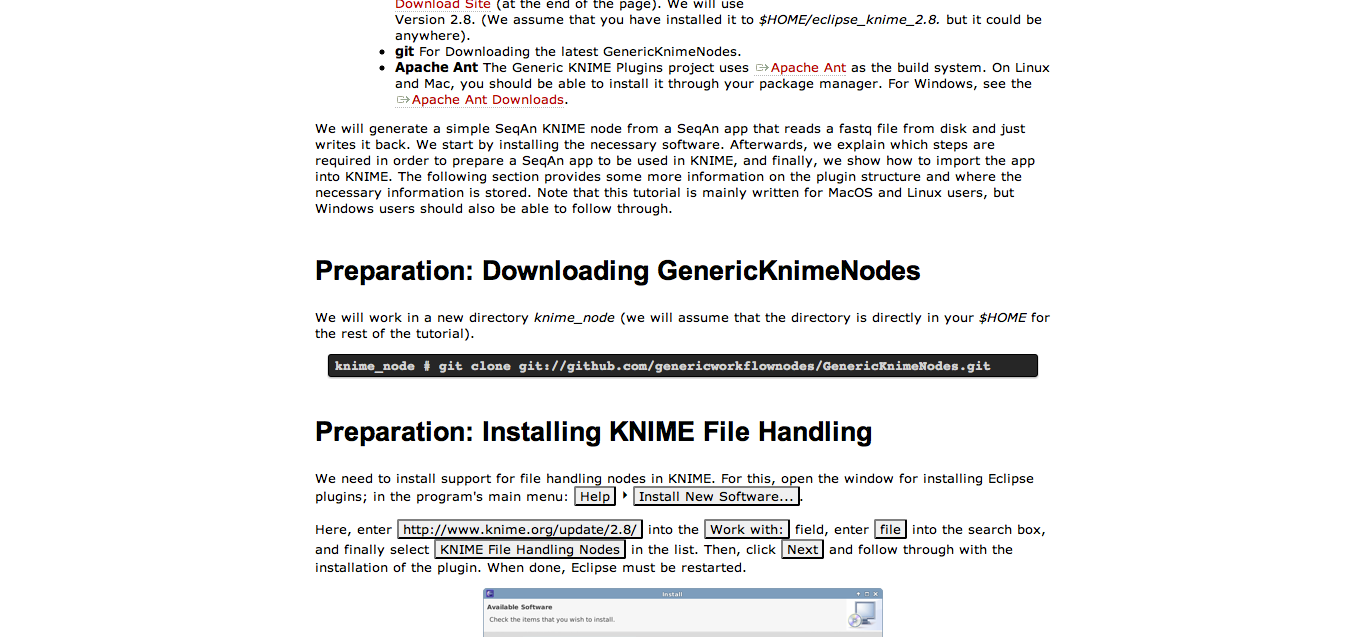 Download Site (at the end of the page). We will use
Version 2.8. (We assume that you have installed it to $HOME/eclipse_knime_2.8. but it could be
anywhere).
• git For Downloading the latest GenericKnimeNodes.
• Apache Ant The Generic KNIME Plugins project uses Apache Ant as the build system. On Linux
and Mac, you should be able to install it through your package manager. For Windows, see the
Apache Ant Downloads.
We will generate a simple SeqAn KNIME node from a SeqAn app that reads a fastq file from disk and just
writes it back. We start by installing the necessary software. Afterwards, we explain which steps are
required in order to prepare a SeqAn app to be used in KNIME, and finally, we show how to import the app
into KNIME. The following section provides some more information on the plugin structure and where the
necessary information is stored. Note that this tutorial is mainly written for MacOS and Linux users, but
Windows users should also be able to follow through.
Preparation: Downloading GenericKnimeNodes
We will work in a new directory knime_node (we will assume that the directory is directly in your $HOME for
the rest of the tutorial).
knime_node # git clone git://github.com/genericworkflownodes/GenericKnimeNodes.git
Preparation: Installing KNIME File Handling
We need to install support for file handling nodes in KNIME. For this, open the window for installing Eclipse
plugins; in the program's main menu: Help ‣ Install New Software... .
Here, enter http://www.knime.org/update/2.8/ into the Work with: field, enter file into the search box,
and finally select KNIME File Handling Nodes in the list. Then, click Next and follow through with the
installation of the plugin. When done, Eclipse must be restarted.
Install
Available Software
Check the items that you wish to install.